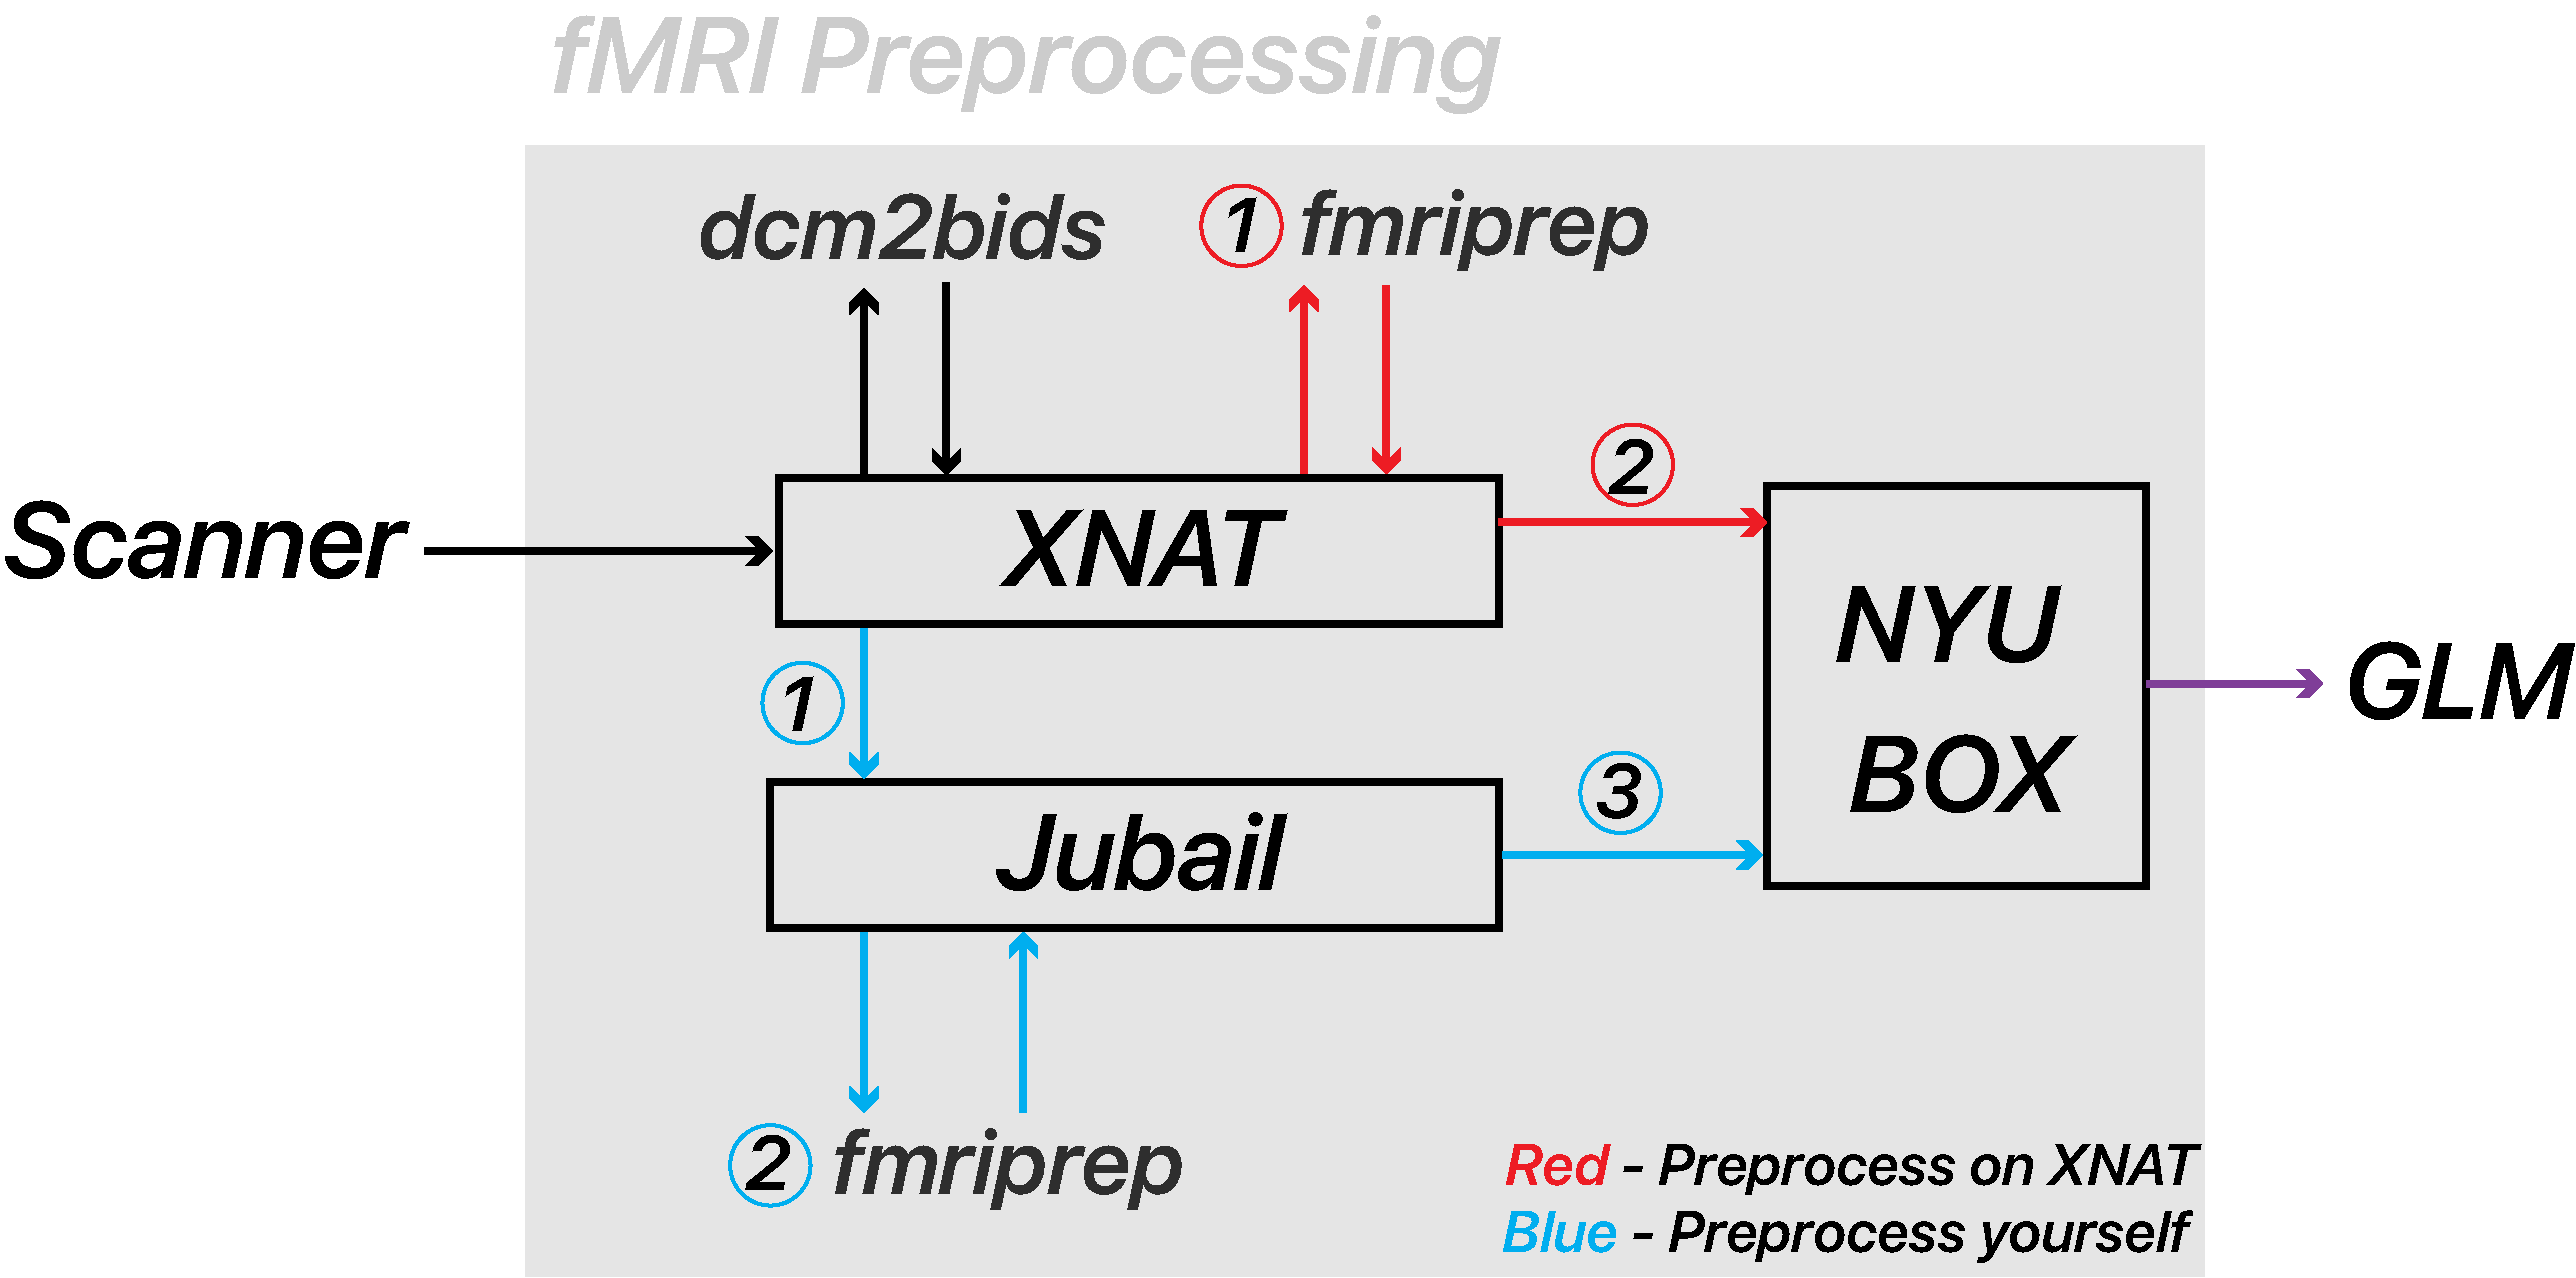 fMRI Preprocessing
dcm2bids
1 fmriprep
2
Scanner
XNAT
NYU
BOX
GLM
1
Jubail
3
2 fmriprep
Red - Preprocess on XNAT
Blue - Preprocess yourself